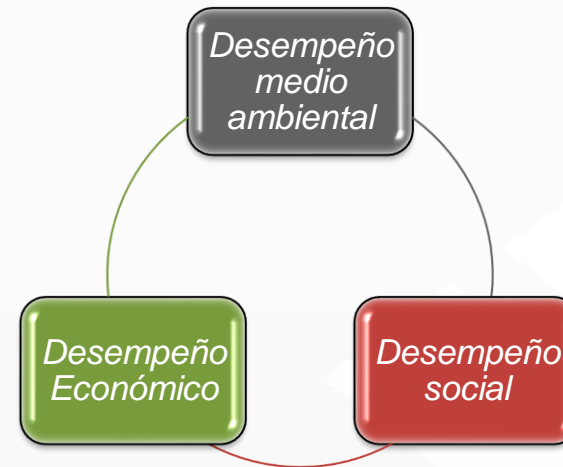 Desempeño
medio
ambiental
Desempeño
Económico
Desempeño
social